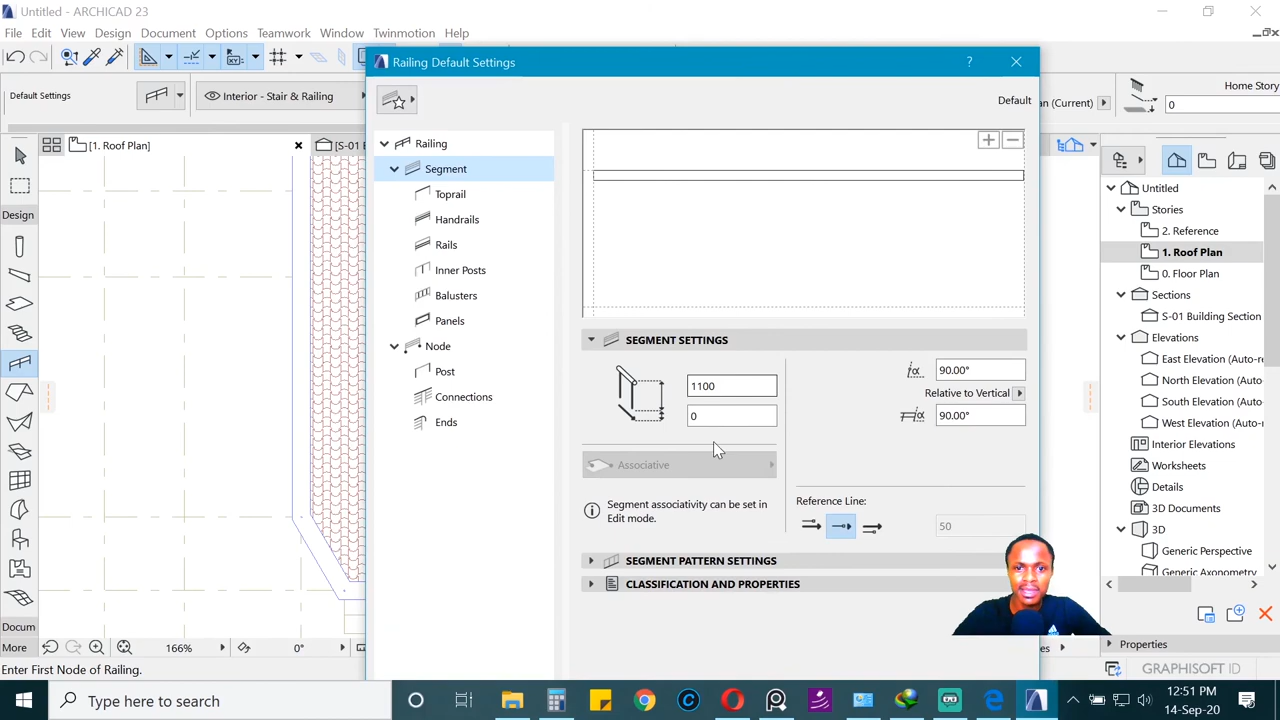 Untitled - ARCHICAD 23
File Edit View Design Document Options Teamwork Window Twinmotion Help
Railing Default Settings
?
Default Settings
Interior - Stair & Railing
Default
(Current)
Home Story
0
[1. Roof Plan]
Design
Railing
Segment
Toprail
Handrails
Rails
Inner Posts
Balusters
Panels
Node
Post
Connections
Ends
SEGMENT SETTINGS
1100
0
90.00°
Relative to Vertical
90.00°
Associative
Segment associativity can be set in
Edit mode.
Reference Line:
50
SEGMENT PATTERN SETTINGS
CLASSIFICATION AND PROPERTIES
Untitled
Stories
2. Reference
1. Roof Plan
0. Floor Plan
Sections
S-01 Building Section
Elevations
East Elevation (Auto-r
North Elevation (Auto-
South Elevation (Auto-
West Elevation (Auto-r
Interior Elevations
Worksheets
Details
3D Documents
3D
Generic Perspective
Generic Axonometry
Properties
GRAPHISOFT ID
Docum
More
166%
0°
Enter First Node of Railing.
Type here to search
12:51 PM
14-Sep-20